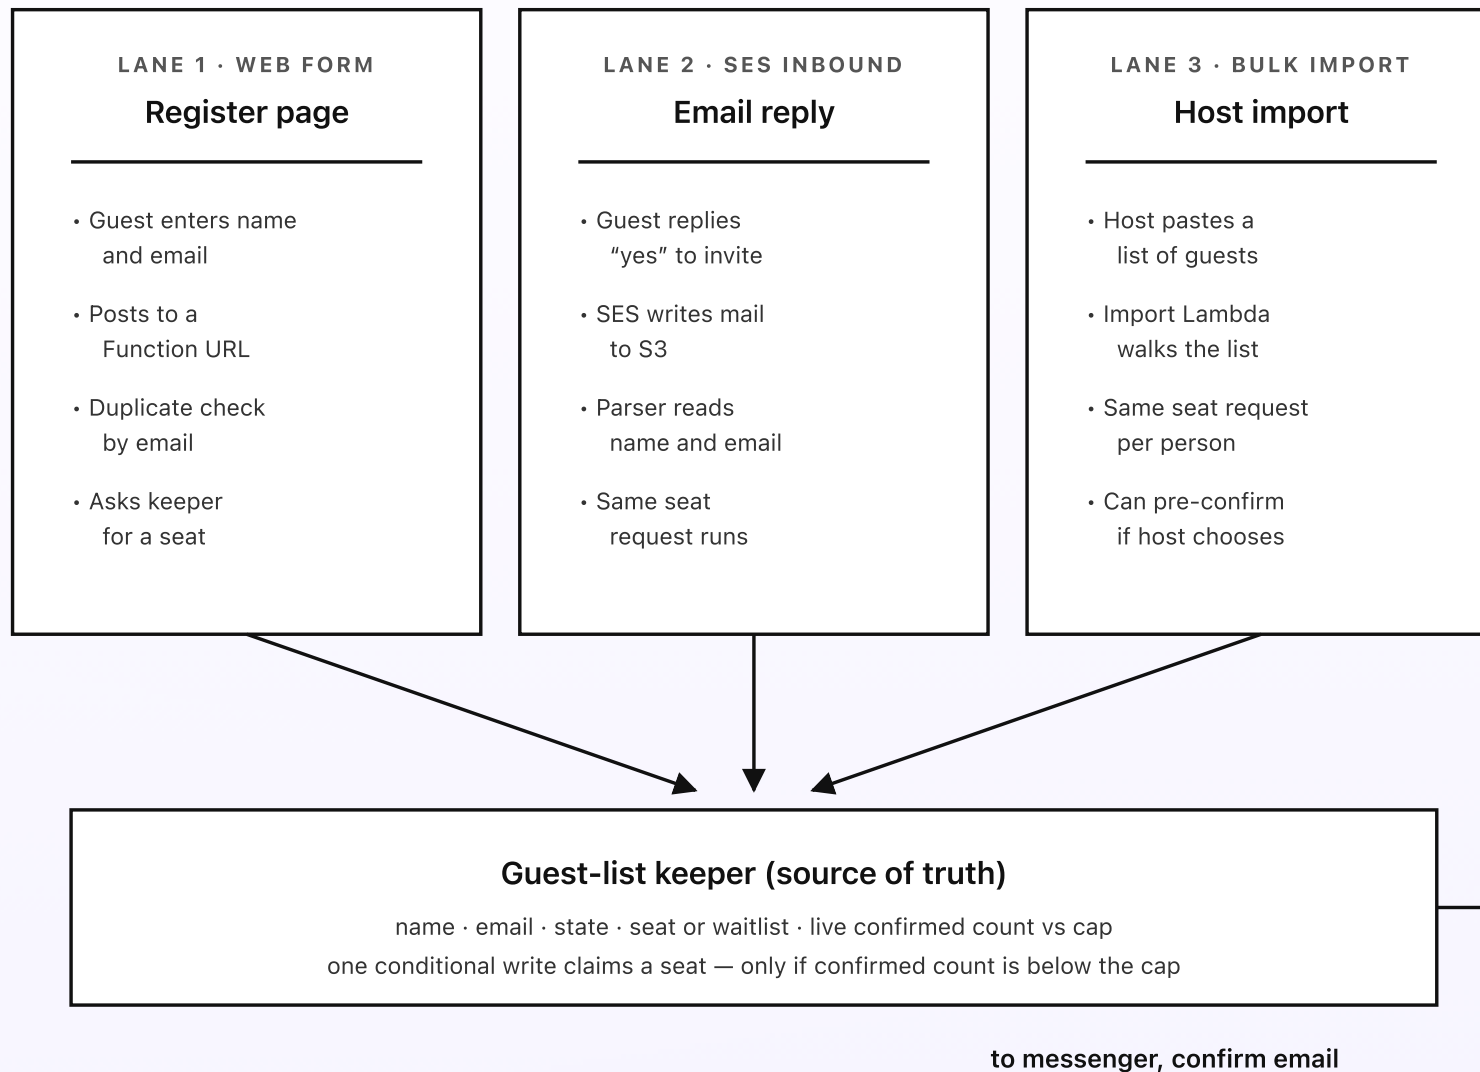 LANE 1 · WEB FORM
Register page
• Guest enters name
and email
• Posts to a
Function URL
• Duplicate check
by email
• Asks keeper
for a seat
LANE 2 · SES INBOUND
Email reply
• Guest replies
“yes” to invite
• SES writes mail
to S3
• Parser reads
name and email
• Same seat
request runs
LANE 3 · BULK IMPORT
Host import
• Host pastes a
list of guests
• Import Lambda
walks the list
• Same seat request
per person
• Can pre-confirm
if host chooses
Guest-list keeper (source of truth)
name · email · state · seat or waitlist · live confirmed count vs cap
one conditional write claims a seat — only if confirmed count is below the cap
to messenger, confirm email